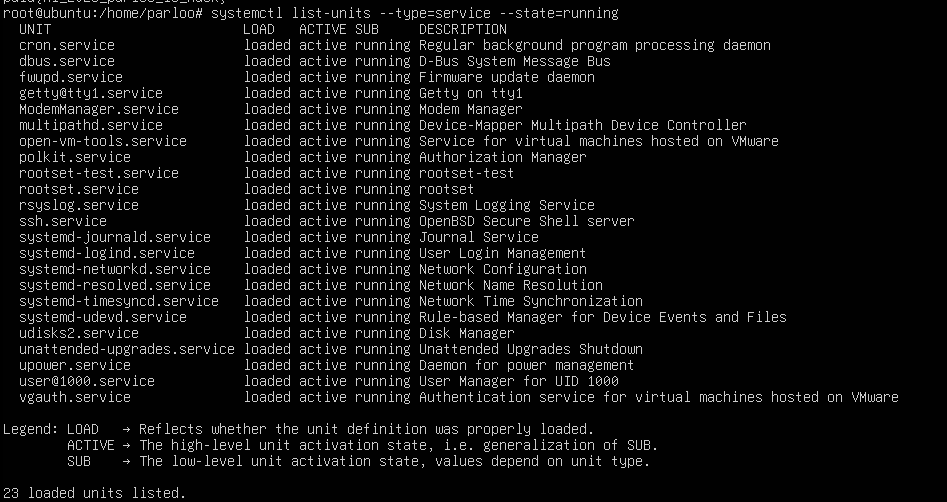 root@ubuntu:/home/parloo# systemctl list-units --type=service --state=running
UNIT LOAD ACTIVE SUB DESCRIPTION
cron.service loaded active running Regular background program processing daemon
dbus.service loaded active running D-Bus System Message Bus
fwupd.service loaded active running Firmware update daemon
getty@tty1.service loaded active running Getty on tty1
ModemManager.service loaded active running Modem Manager
multipathd.service loaded active running Device-Mapper Multipath Device Controller
open-vm-tools.service loaded active running Service for virtual machines hosted on VMware
polkit.service loaded active running Authorization Manager
rootset-test.service loaded active running rootset-test
rootset.service loaded active running rootset
rsyslog.service loaded active running System Logging Service
ssh.service loaded active running OpenBSD Secure Shell server
systemd-journald.service loaded active running Journal Service
systemd-logind.service loaded active running User Login Management
systemd-networkd.service loaded active running Network Configuration
systemd-resolved.service loaded active running Network Name Resolution
systemd-timesyncd.service loaded active running Network Time Synchronization
systemd-udevd.service loaded active running Rule-based Manager for Device Events and Files
udisks2.service loaded active running Disk Manager
unattended-upgrades.service loaded active running Unattended Upgrades Shutdown
upower.service loaded active running Daemon for power management
user@1000.service loaded active running User Manager for UID 1000
vgauth.service loaded active running Authentication service for virtual machines hosted on VMware
Legend: LOAD → Reflects whether the unit definition was properly loaded.
ACTIVE → The high-level unit activation state, i.e. generalization of SUB.
SUB → The low-level unit activation state, values depend on unit type.
23 loaded units listed.